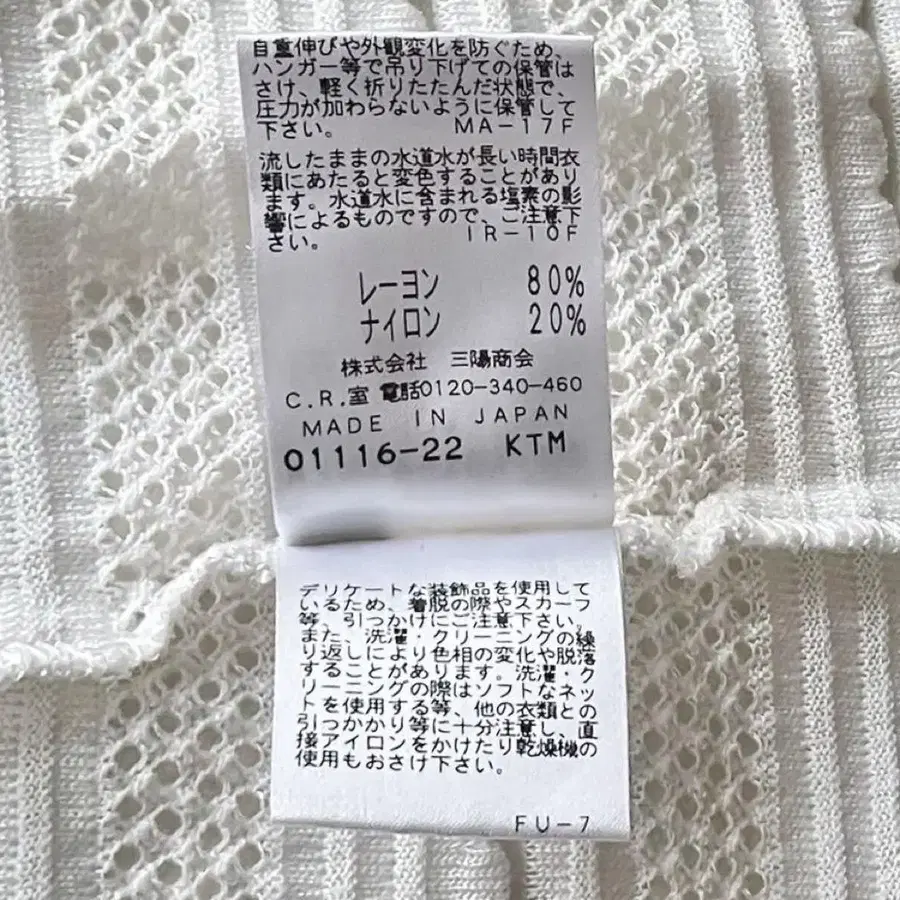 自重伸びや外観変化を防ぐため、
ハンガー等で吊り下げての保管は
さけ、軽く折りたたんだ状態で、
圧力が加わらないように保管して
下さい。 MA-17F
流したままの水道水が長い時間衣
類にあたると変色することがあり
ます。水道水に含まれる塩素の影
響によるものですので、ご注意下
さい。 IR-10F
レーヨン 80%
ナイロン 20%
株式会社 三陽商会
C.R.室 電話0120-340-460
MADE IN JAPAN
01116-22 KTM
デリケートな装飾品を使用して
いるため、着脱の際やスカーフ
等、引っかけにご注意下さい。
また、洗濯・クリーニングの繰
り返しにより色相の変化や脱落
することがあります。洗濯・ク
リーニングの際はソフトなネッ
トを使用する等、他の衣類との
引っかかり等に十分注意し、直
接アイロンをかけたり乾燥機の
使用もおさけ下さい。
FU-7